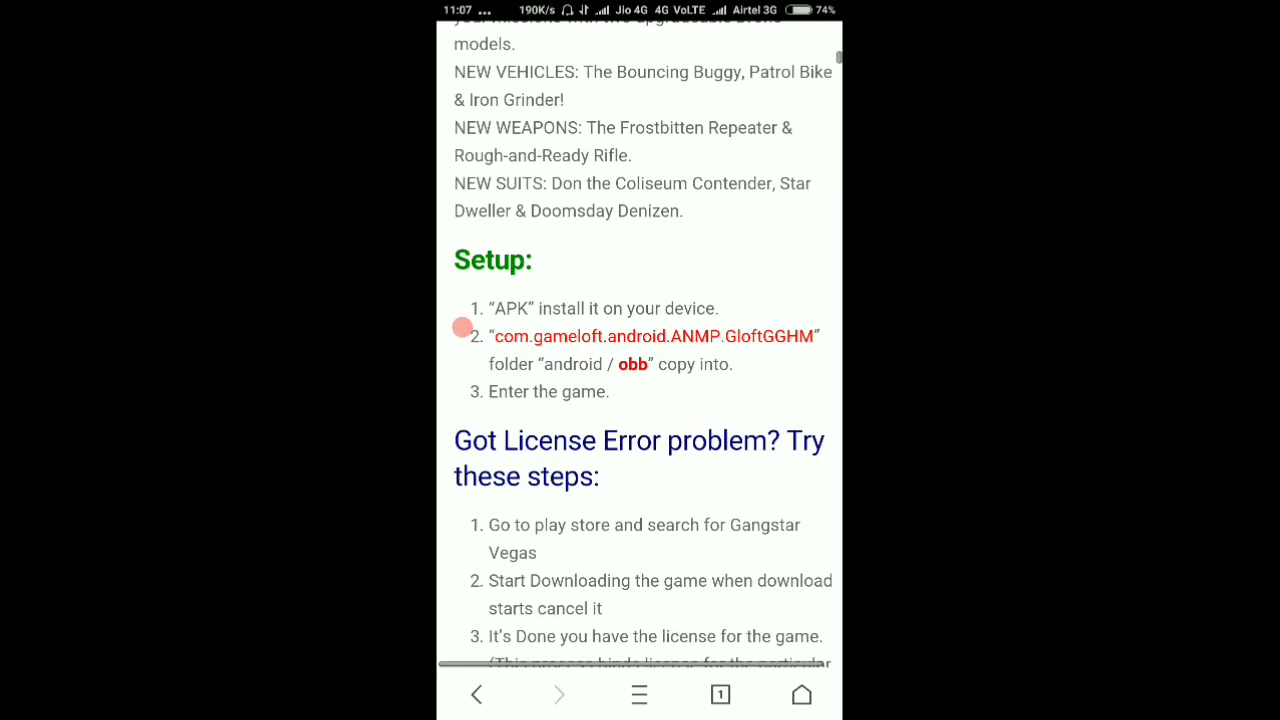 11:07 ... 190K/s Jio 4G 4G VoLTE Airtel 3G 74%
models.
NEW VEHICLES: The Bouncing Buggy, Patrol Bike
& Iron Grinder!
NEW WEAPONS: The Frostbitten Repeater &
Rough-and-Ready Rifle.
NEW SUITS: Don the Coliseum Contender, Star
Dweller & Doomsday Denizen.
Setup:
1. “APK” install it on your device.
2. “com.gameloft.android.ANMP.GloftGGHM”
folder “android / obb” copy into.
3. Enter the game.
Got License Error problem? Try
these steps:
1. Go to play store and search for Gangstar
Vegas
2. Start Downloading the game when download
starts cancel it
3. It's Done you have the license for the game.
1